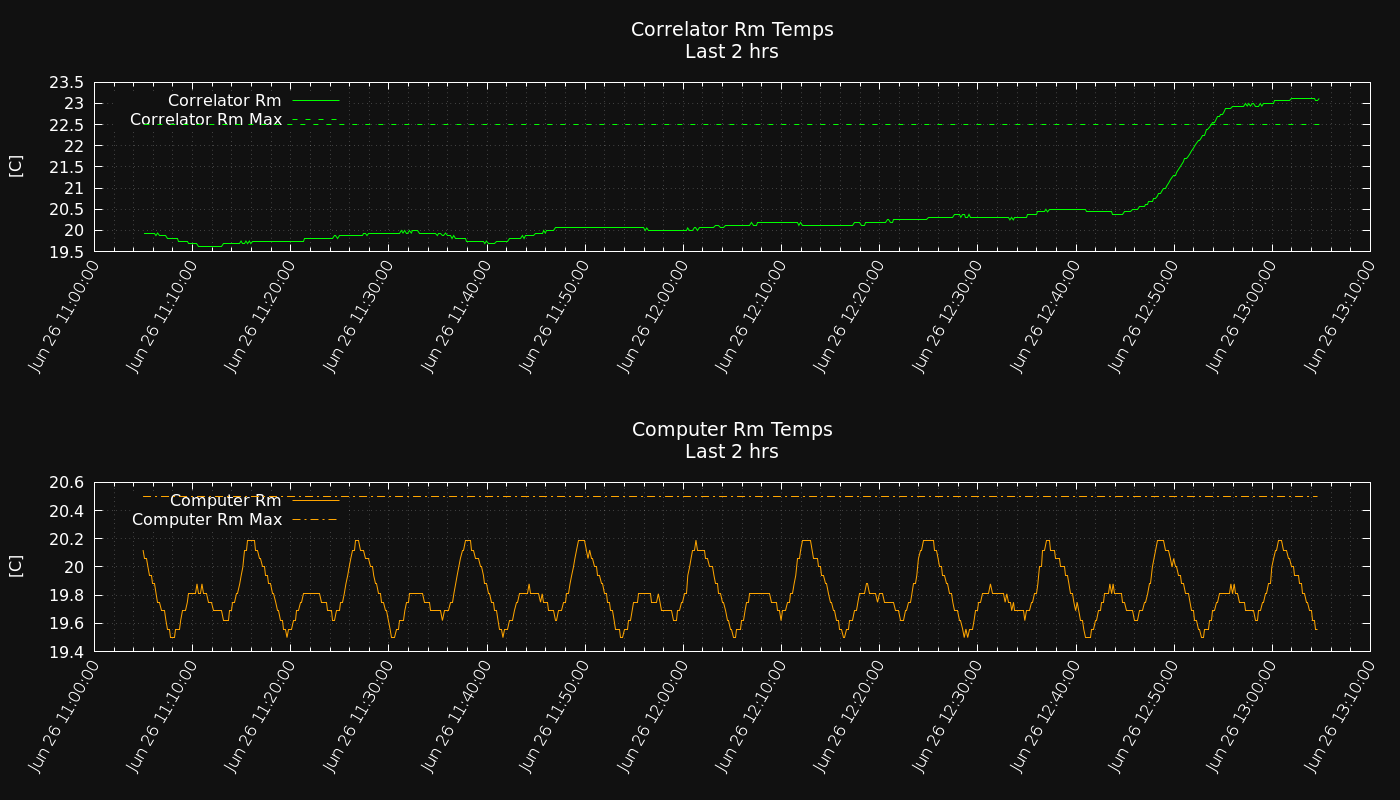 Correlator Rm Temps
Last 2 hrs
[C]
23.5
23
22.5
22
21.5
21
20.5
20
19.5
Correlator Rm
Correlator Rm Max
Jun 26 11:00:00
Jun 26 11:10:00
Jun 26 11:20:00
Jun 26 11:30:00
Jun 26 11:40:00
Jun 26 11:50:00
Jun 26 12:00:00
Jun 26 12:10:00
Jun 26 12:20:00
Jun 26 12:30:00
Jun 26 12:40:00
Jun 26 12:50:00
Jun 26 13:00:00
Jun 26 13:10:00
Computer Rm Temps
Last 2 hrs
[C]
20.6
20.4
20.2
20
19.8
19.6
19.4
Computer Rm
Computer Rm Max
Jun 26 11:00:00
Jun 26 11:10:00
Jun 26 11:20:00
Jun 26 11:30:00
Jun 26 11:40:00
Jun 26 11:50:00
Jun 26 12:00:00
Jun 26 12:10:00
Jun 26 12:20:00
Jun 26 12:30:00
Jun 26 12:40:00
Jun 26 12:50:00
Jun 26 13:00:00
Jun 26 13:10:00